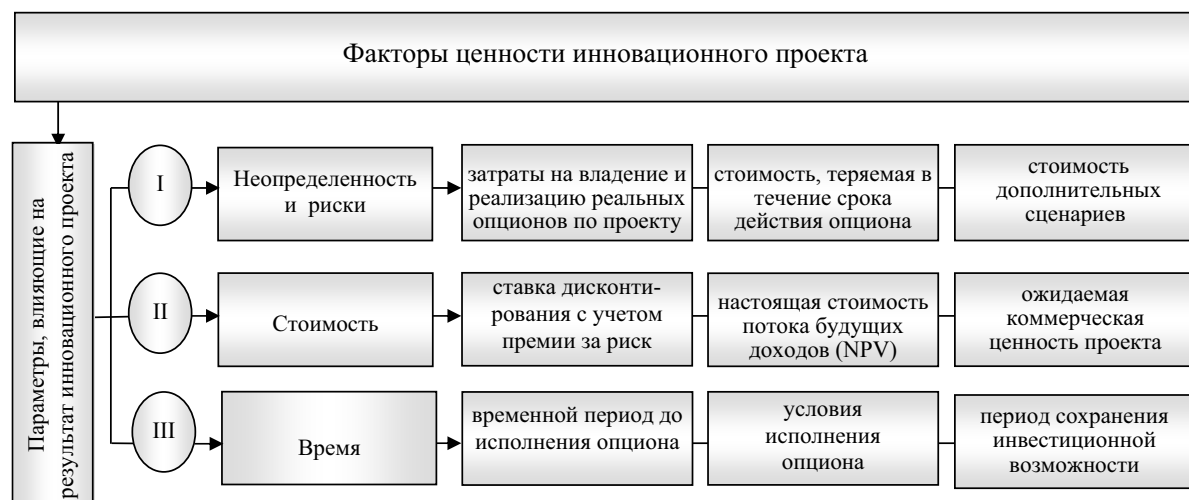 Факторы ценности инновационного проекта
Параметры, влияющие на
результат инновационного проекта
I
Неопределенность
и риски
затраты на владение и
реализацию реальных
опционов по проекту
стоимость, теряемая в
течение срока
действия опциона
стоимость
дополнительных
сценариев
II
Стоимость
ставка дисконти-
рования с учетом
премии за риск
настоящая стоимость
потока будущих
доходов (NPV)
ожидаемая
коммерческая
ценность проекта
III
Время
временной период до
исполнения опциона
условия
исполнения
опциона
период сохранения
инвестиционной
возможности